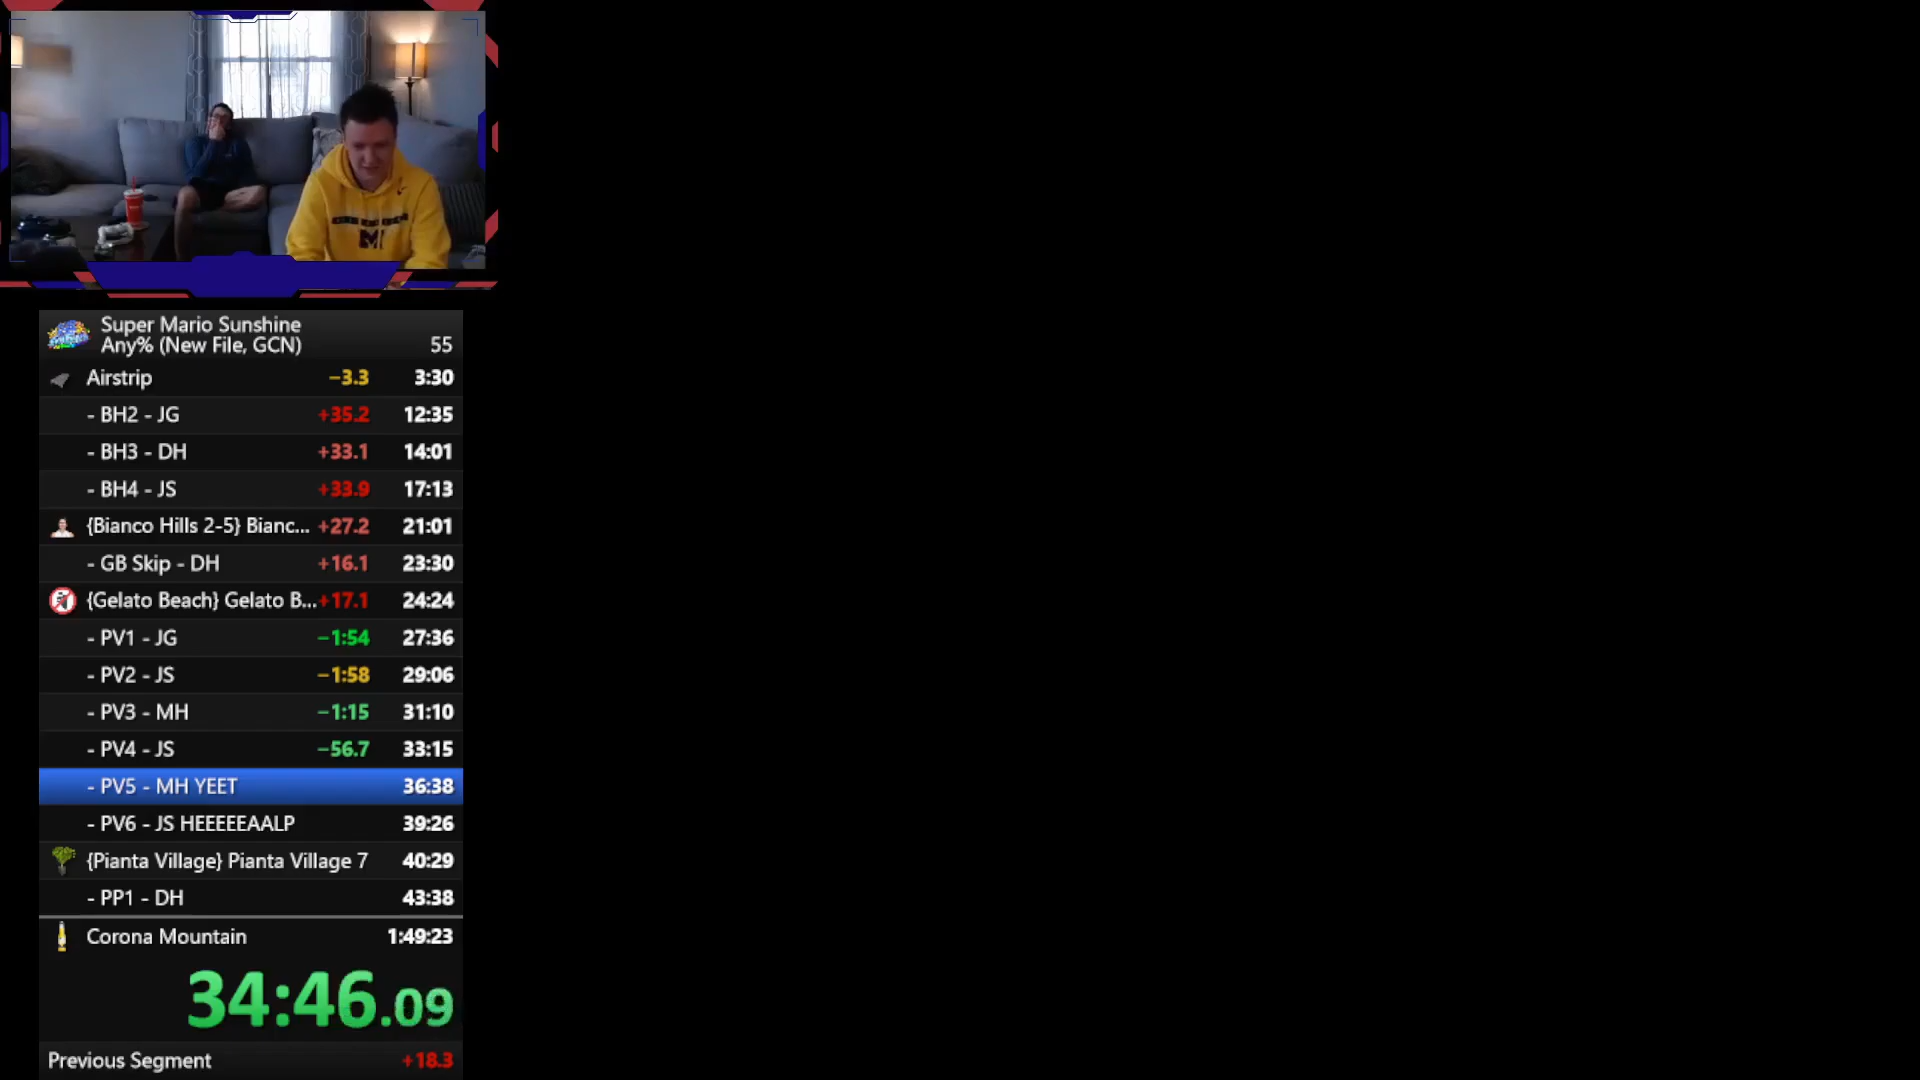 Super Mario Sunshine
Any% (New File, GCN) 55
Airstrip −3.3 3:30
- BH2 - JG +35.2 12:35
- BH3 - DH +33.1 14:01
- BH4 - JS +33.9 17:13
{Bianco Hills 2-5} Bianc... +27.2 21:01
- GB Skip - DH +16.1 23:30
{Gelato Beach} Gelato B... +17.1 24:24
- PV1 - JG −1:54 27:36
- PV2 - JS −1:58 29:06
- PV3 - MH −1:15 31:10
- PV4 - JS −56.7 33:15
- PV5 - MH YEET 36:38
- PV6 - JS HEEEEEAALP 39:26
{Pianta Village} Pianta Village 7 40:29
- PP1 - DH 43:38
Corona Mountain 1:49:23
34:46.09
Previous Segment +18.3